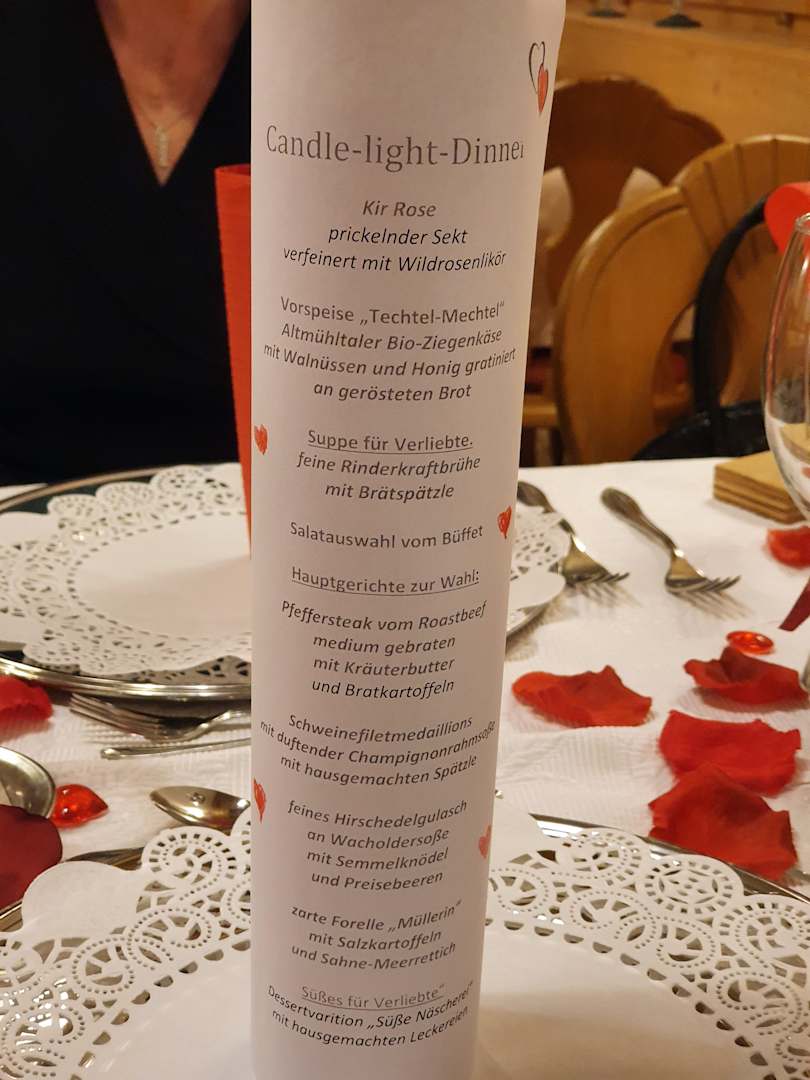 Candle-light-Dinner
Kir Rose
prickelnder Sekt
verfeinert mit Wildrosenlikör
Vorspeise „Techtel-Mechtel“
Altmühltaler Bio-Ziegenkäse
mit Walnüssen und Honig gratiniert
an gerösteten Brot
Suppe für Verliebte.
feine Rinderkraftbrühe
mit Brätspätzle
Salatauswahl vom Büffet
Hauptgerichte zur Wahl:
Pfeffersteak vom Roastbeef
medium gebraten
mit Kräuterbutter
und Bratkartoffeln
Schweinefiletmedaillions
mit duftender Champignonrahmsoße
mit hausgemachten Spätzle
feines Hirschedelgulasch
an Wacholdersoße
mit Semmelknödel
und Preisebeeren
zarte Forelle „Müllerin“
mit Salzkartoffeln
und Sahne-Meerrettich
Süßes für Verliebte“
Dessertvarition „Süße Näscherei“
mit hausgemachten Leckereien